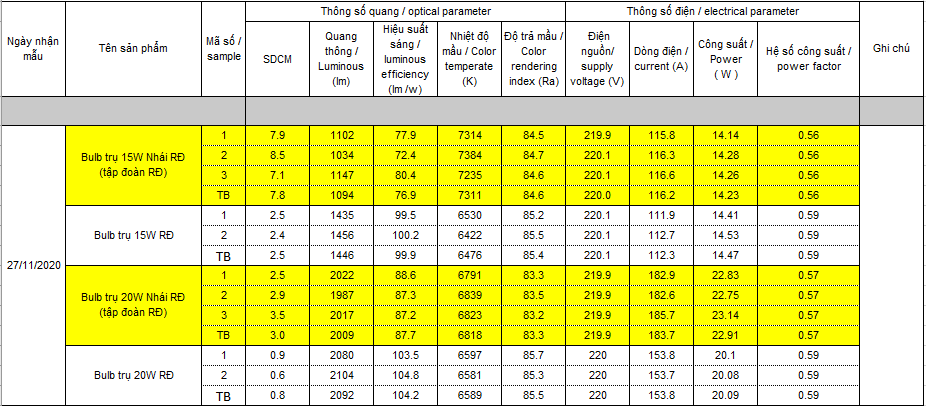 Thông số quang / optical parameter | Thông số điện / electrical parameter
Ngày nhận mẫu | Tên sản phẩm | Mã số / sample | SDCM | Quang thông / Luminous (lm) | Hiệu suất sáng / luminous efficiency (lm /w) | Nhiệt độ mầu / Color temperate (K) | Độ trả mầu / Color rendering index (Ra) | Điện nguồn/ supply voltage (V) | Dòng điện / current (A) | Công suất / Power ( W ) | Hệ số công suất / power factor | Ghi chú
27/11/2020
Bulb trụ 15W Nhái RĐ (tập đoàn RĐ)
1 | 7.9 | 1102 | 77.9 | 7314 | 84.5 | 219.9 | 115.8 | 14.14 | 0.56
2 | 8.5 | 1034 | 72.4 | 7384 | 84.7 | 220.1 | 116.3 | 14.28 | 0.56
3 | 7.1 | 1147 | 80.4 | 7235 | 84.6 | 220.1 | 116.6 | 14.26 | 0.56
TB | 7.8 | 1094 | 76.9 | 7311 | 84.6 | 220.0 | 116.2 | 14.23 | 0.56
Bulb trụ 15W RĐ
1 | 2.5 | 1435 | 99.5 | 6530 | 85.2 | 220.1 | 111.9 | 14.41 | 0.59
2 | 2.4 | 1456 | 100.2 | 6422 | 85.5 | 220.1 | 112.7 | 14.53 | 0.59
TB | 2.5 | 1446 | 99.9 | 6476 | 85.4 | 220.1 | 112.3 | 14.47 | 0.59
Bulb trụ 20W Nhái RĐ (tập đoàn RĐ)
1 | 2.5 | 2022 | 88.6 | 6791 | 83.3 | 219.9 | 182.9 | 22.83 | 0.57
2 | 2.9 | 1987 | 87.3 | 6839 | 83.5 | 219.9 | 182.6 | 22.75 | 0.57
3 | 3.5 | 2017 | 87.2 | 6823 | 83.2 | 219.9 | 185.7 | 23.14 | 0.57
TB | 3.0 | 2009 | 87.7 | 6818 | 83.3 | 219.9 | 183.7 | 22.91 | 0.57
Bulb trụ 20W RĐ
1 | 0.9 | 2080 | 103.5 | 6597 | 85.7 | 220 | 153.8 | 20.1 | 0.59
2 | 0.6 | 2104 | 104.8 | 6581 | 85.3 | 220 | 153.7 | 20.08 | 0.59
TB | 0.8 | 2092 | 104.2 | 6589 | 85.5 | 220 | 153.8 | 20.09 | 0.59